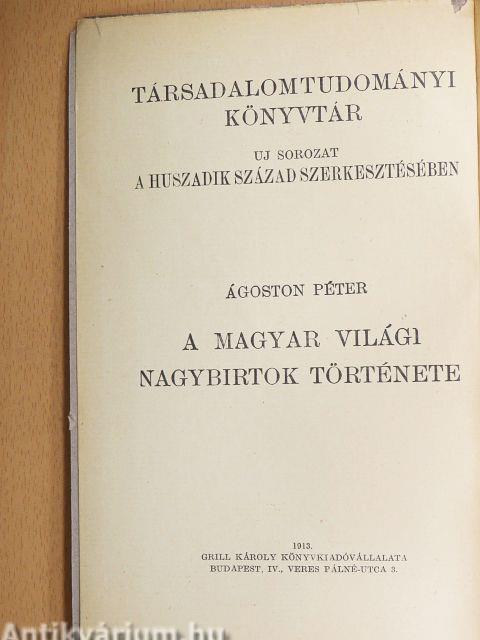 TÁRSADALOMTUDOMÁNYI
KÖNYVTÁR
UJ SOROZAT
A HUSZADIK SZÁZAD SZERKESZTÉSÉBEN
ÁGOSTON PÉTER
A MAGYAR VILÁGI
NAGYBIRTOK TÖRTÉNETE
1913.
GRILL KÁROLY KÖNYVKIADÓVÁLLALATA
BUDAPEST, IV., VERES PÁLNÉ-UTCA 3.
Antikvárium.hu